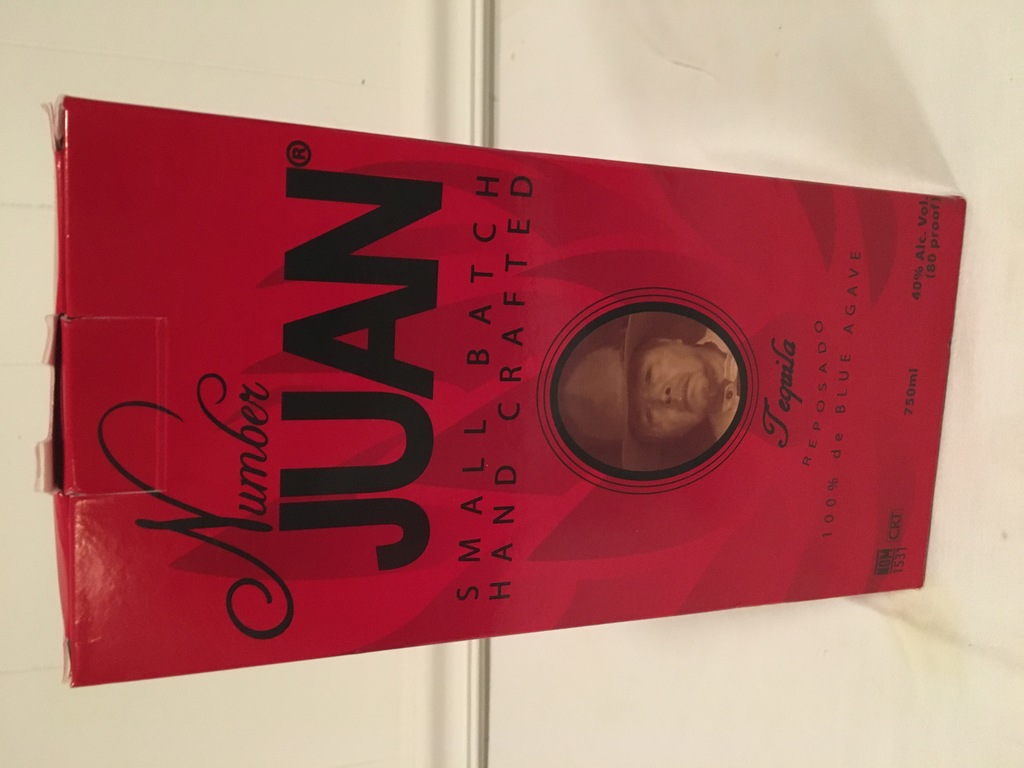 Number
JUAN®
SMALL BATCH
HAND CRAFTED
Tequila
REPOSADO
100% de BLUE AGAVE
750ml
40% Alc. Vol.
(80 proof)
NOM
1531
CRT